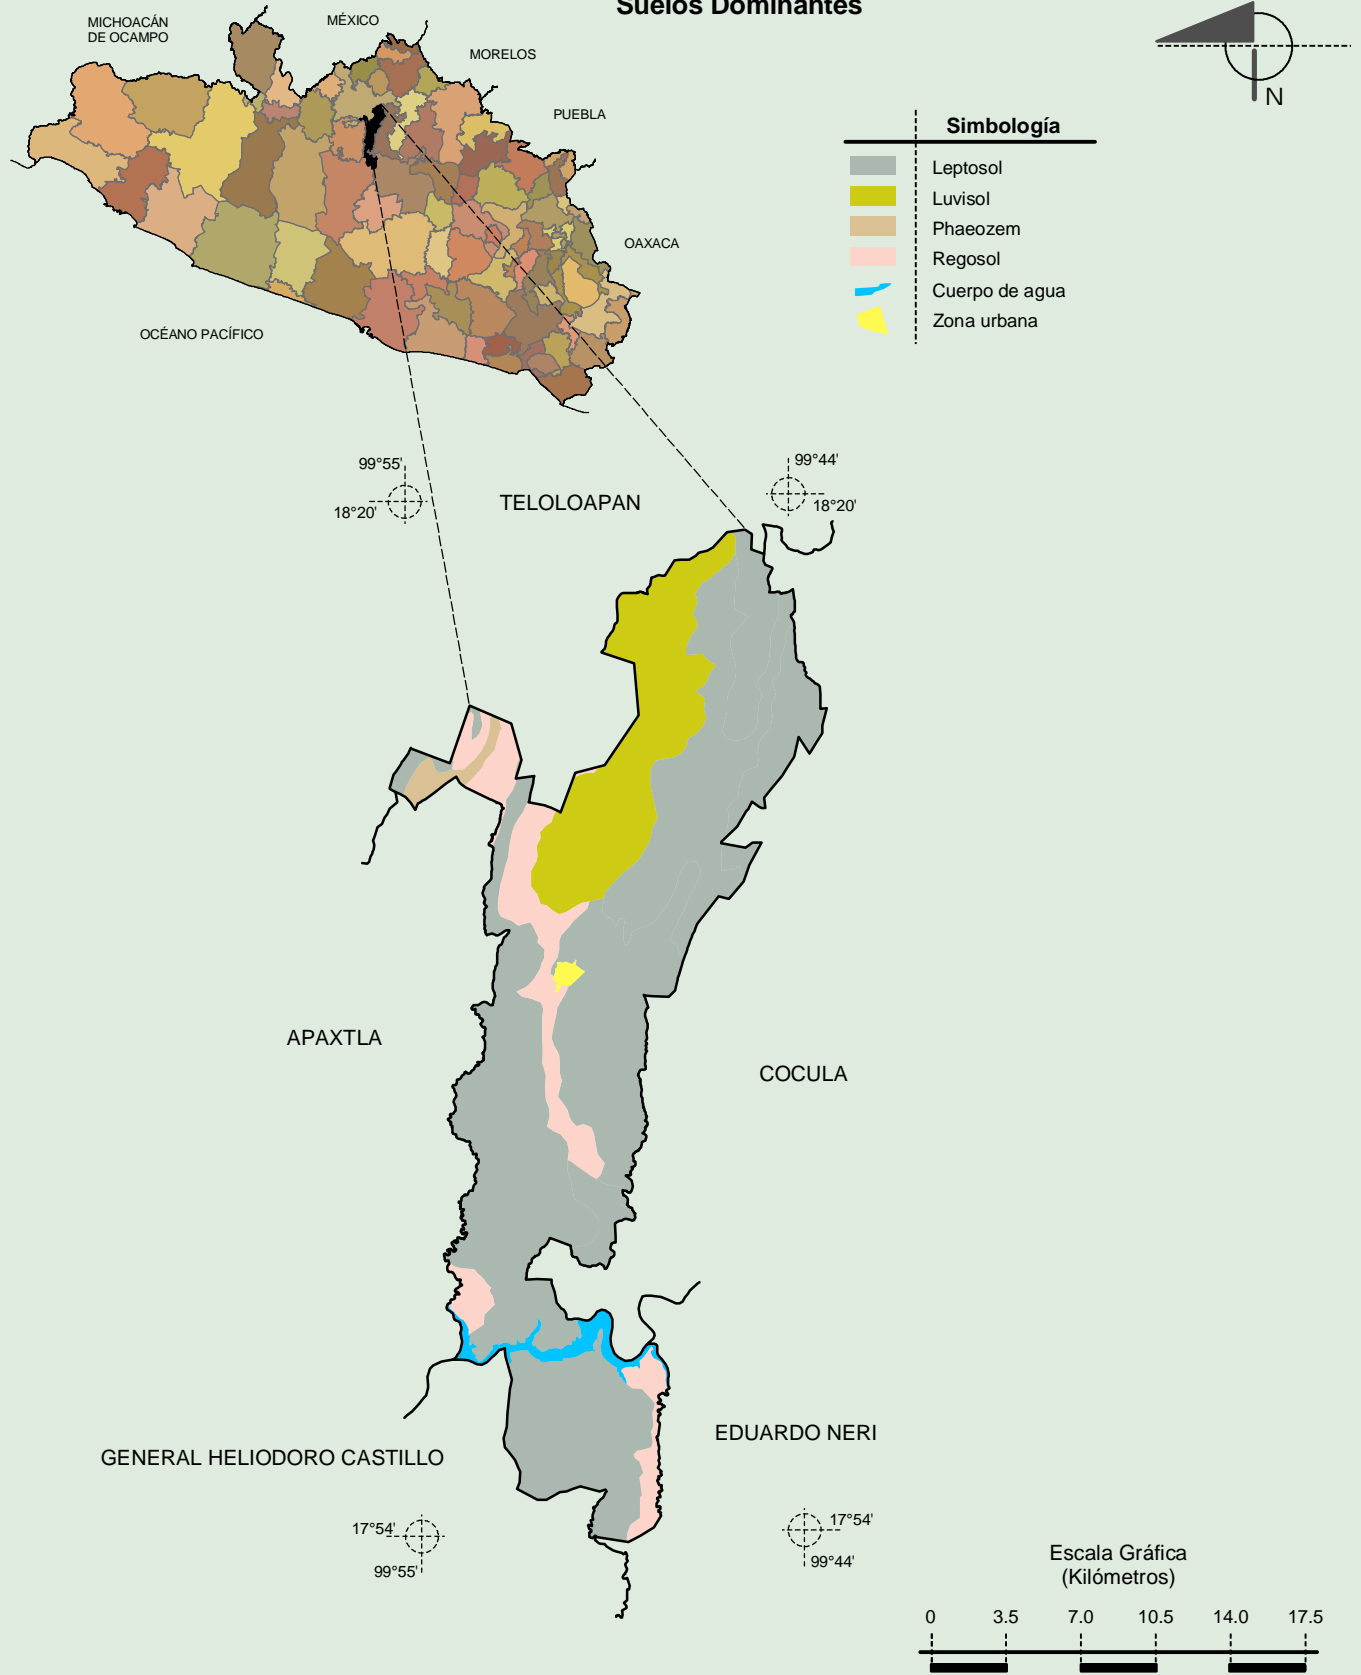 Suelos Dominantes
MICHOACÁN
DE OCAMPO
MÉXICO
MORELOS
PUEBLA
OAXACA
OCÉANO PACÍFICO
N
Simbología
Leptosol
Luvisol
Phaeozem
Regosol
Cuerpo de agua
Zona urbana
99°55'
18°20'
TELOLOAPAN
99°44'
18°20'
APAXTLA
COCULA
GENERAL HELIODORO CASTILLO
EDUARDO NERI
17°54'
99°55'
17°54'
99°44'
Escala Gráfica
(Kilómetros)
0 3.5 7.0 10.5 14.0 17.5